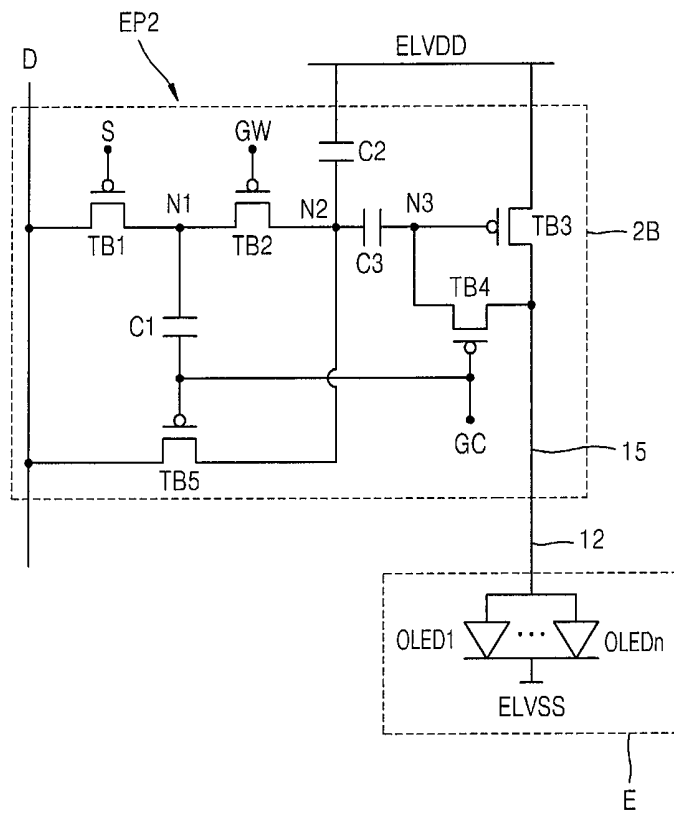 EP2
D
ELVDD
S
GW
C2
N1
N2
N3
TB1
TB2
C3
TB3
2B
TB4
C1
GC
TB5
15
12
OLED1
OLEDn
ELVSS
E